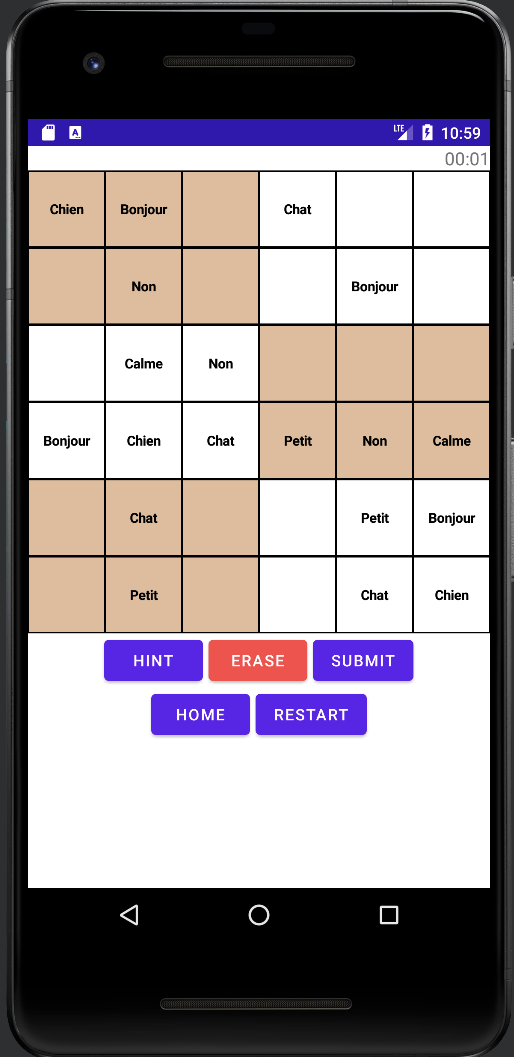 LTE 10:59
00:01
Chien Bonjour Chat
Non Bonjour
Calme Non
Bonjour Chien Chat Petit Non Calme
Chat Petit Bonjour
Petit Chat Chien
HINT ERASE SUBMIT
HOME RESTART